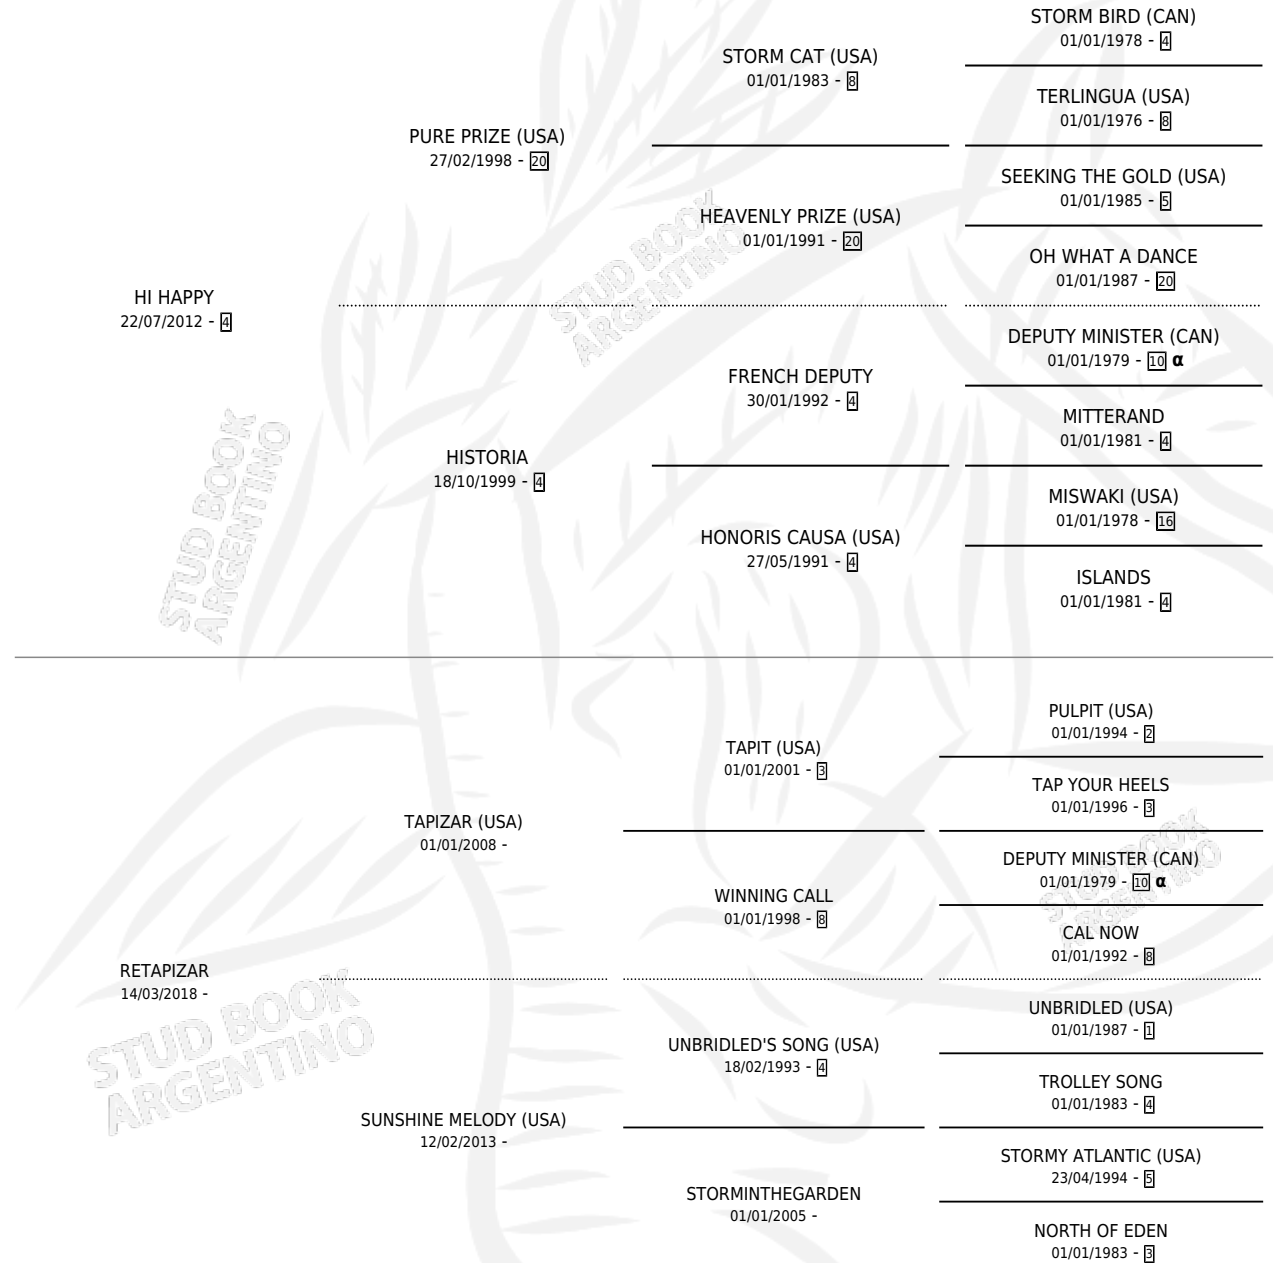 STORM BIRD (CAN)
01/01/1978 - 4
STORM CAT (USA)
01/01/1983 - 8
TERLINGUA (USA)
01/01/1976 - 8
PURE PRIZE (USA)
27/02/1998 - 20
SEEKING THE GOLD (USA)
01/01/1985 - 5
HEAVENLY PRIZE (USA)
01/01/1991 - 20
OH WHAT A DANCE
01/01/1987 - 20
STUD BOOK
ARGENTINO
HI HAPPY
22/07/2012 - 4
DEPUTY MINISTER (CAN)
01/01/1979 - 10 α
FRENCH DEPUTY
30/01/1992 - 4
MITTERAND
01/01/1981 - 4
HISTORIA
18/10/1999 - 4
MISWAKI (USA)
01/01/1978 - 16
HONORIS CAUSA (USA)
27/05/1991 - 4
ISLANDS
01/01/1981 - 4
STUD BOOK
ARGENTINO
PULPIT (USA)
01/01/1994 - 2
TAPIT (USA)
01/01/2001 - 3
TAP YOUR HEELS
01/01/1996 - 3
TAPIZAR (USA)
01/01/2008 -
DEPUTY MINISTER (CAN)
01/01/1979 - 10 α
WINNING CALL
01/01/1998 - 8
CAL NOW
01/01/1992 - 8
STUD BOOK
ARGENTINO
RETAPIZAR
14/03/2018 -
UNBRIDLED (USA)
01/01/1987 - 1
UNBRIDLED'S SONG (USA)
18/02/1993 - 4
TROLLEY SONG
01/01/1983 - 4
STUD BOOK
ARGENTINO
SUNSHINE MELODY (USA)
12/02/2013 -
STORMY ATLANTIC (USA)
23/04/1994 - 5
STORMINTHEGARDEN
01/01/2005 -
NORTH OF EDEN
01/01/1983 - 3